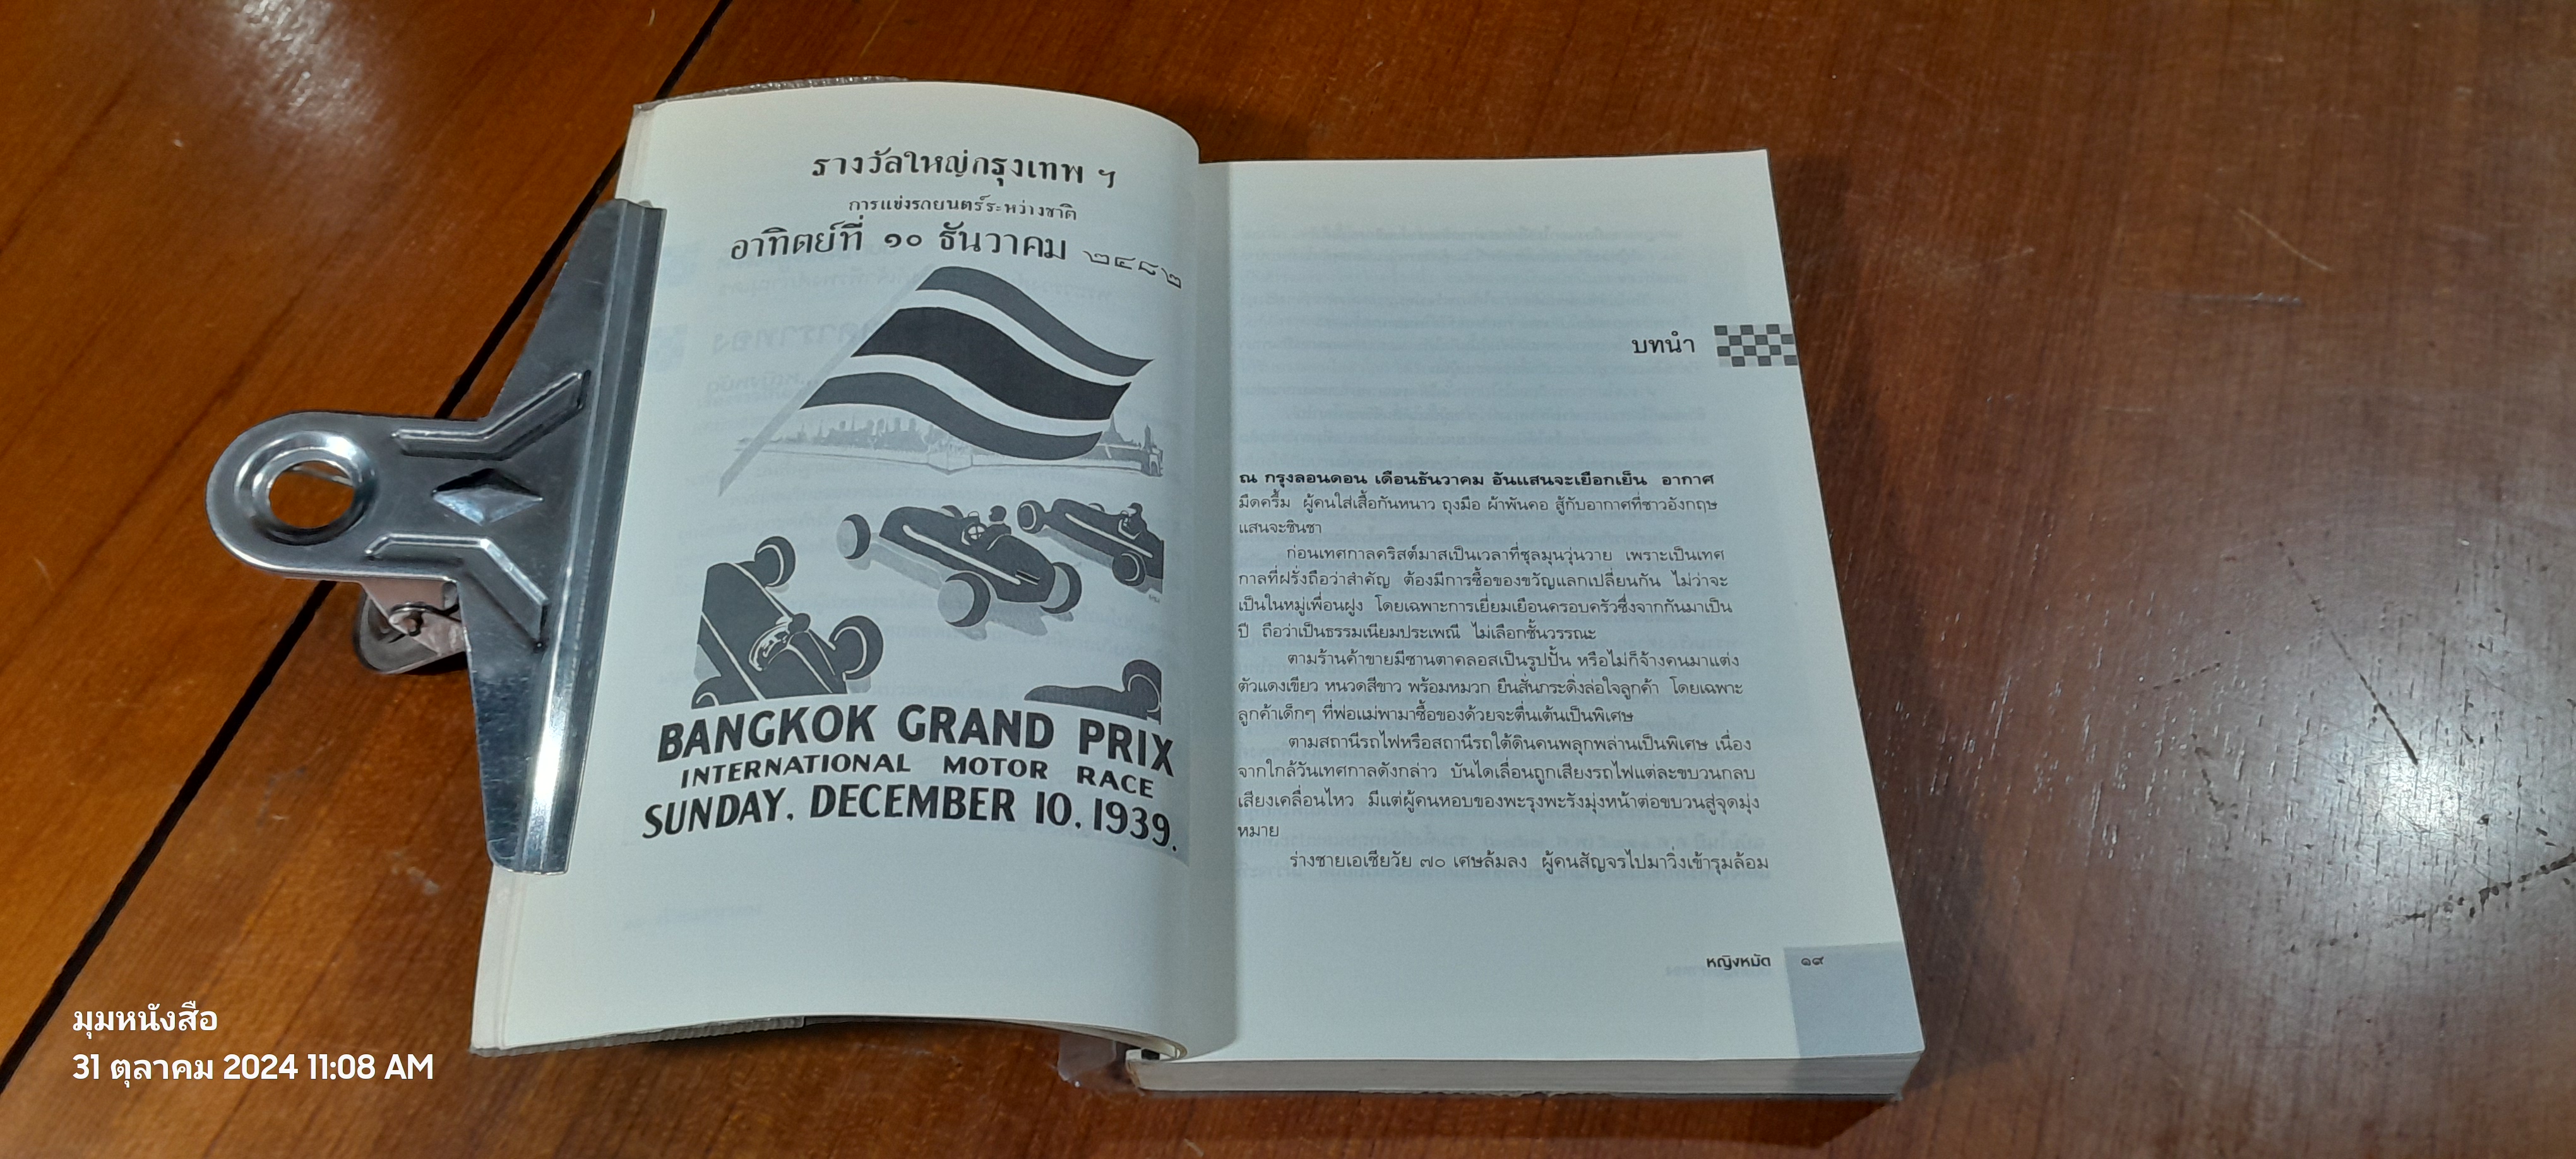 รางวัลใหญ่กรุงเทพ ฯ
การแข่งรถยนตร์ระหว่างชาติ
อาทิตย์ที่ ๑๐ ธันวาคม ๒๔๘๒
BANGKOK GRAND PRIX
INTERNATIONAL MOTOR RACE
SUNDAY, DECEMBER 10, 1939.
บทนำ
ณ กรุงลอนดอน เดือนธันวาคม อันแสนจะเยือกเย็น อากาศ
มืดครึ้ม ผู้คนใส่เสื้อกันหนาว ถุงมือ ผ้าพันคอ สู้กับอากาศที่ชาวอังกฤษ
แสนจะชินชา
ก่อนเทศกาลคริสต์มาสเป็นเวลาที่ชุลมุนวุ่นวาย เพราะเป็นเทศ
กาลที่ฝรั่งถือว่าสำคัญ ต้องมีการซื้อของขวัญแลกเปลี่ยนกัน ไม่ว่าจะ
เป็นในหมู่เพื่อนฝูง โดยเฉพาะการเยี่ยมเยือนครอบครัวซึ่งจากกันมาเป็น
ปี ถือว่าเป็นธรรมเนียมประเพณี ไม่เลือกชั้นวรรณะ
ตามร้านค้าขายมีซานตาคลอสเป็นรูปปั้น หรือไม่ก็จ้างคนมาแต่ง
ตัวแดงเขียว หนวดสีขาว พร้อมหมวก ยืนสั่นกระดิ่งล่อใจลูกค้า โดยเฉพาะ
ลูกค้าเด็กๆ ที่พ่อแม่พามาซื้อของด้วยจะตื่นเต้นเป็นพิเศษ
ตามสถานีรถไฟหรือสถานีรถใต้ดินคนพลุกพล่านเป็นพิเศษ เนื่อง
จากใกล้วันเทศกาลดังกล่าว บันไดเลื่อนถูกเสียงรถไฟแต่ละขบวนกลบ
เสียงเคลื่อนไหว มีแต่ผู้คนหอบของพะรุงพะรังมุ่งหน้าต่อขบวนสู่จุดมุ่ง
หมาย
ร่างชายเอเชียวัย ๗๐ เศษล้มลง ผู้คนสัญจรไปมาวิ่งเข้ารุมล้อม
หญิงหมัด ๑๙
มุมหนังสือ
31 ตุลาคม 2024 11:08 AM